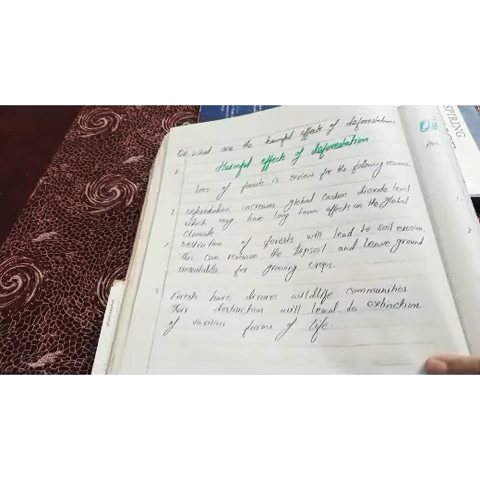 Q6 What are the harmful effects of deforestation
Harmful effects of deforestation
Loss of forests is serious for the following reasons
1. Deforestation increases global carbon dioxide level
which may have long term effects on the global
climate
2. Destruction of forests will lead to soil erosion.
This can remove the topsoil and leave ground
unsuitable for growing crops.
3. Forests have diverse wildlife communities
Their destruction will lead to extinction
of various forms of life.
SPIRING